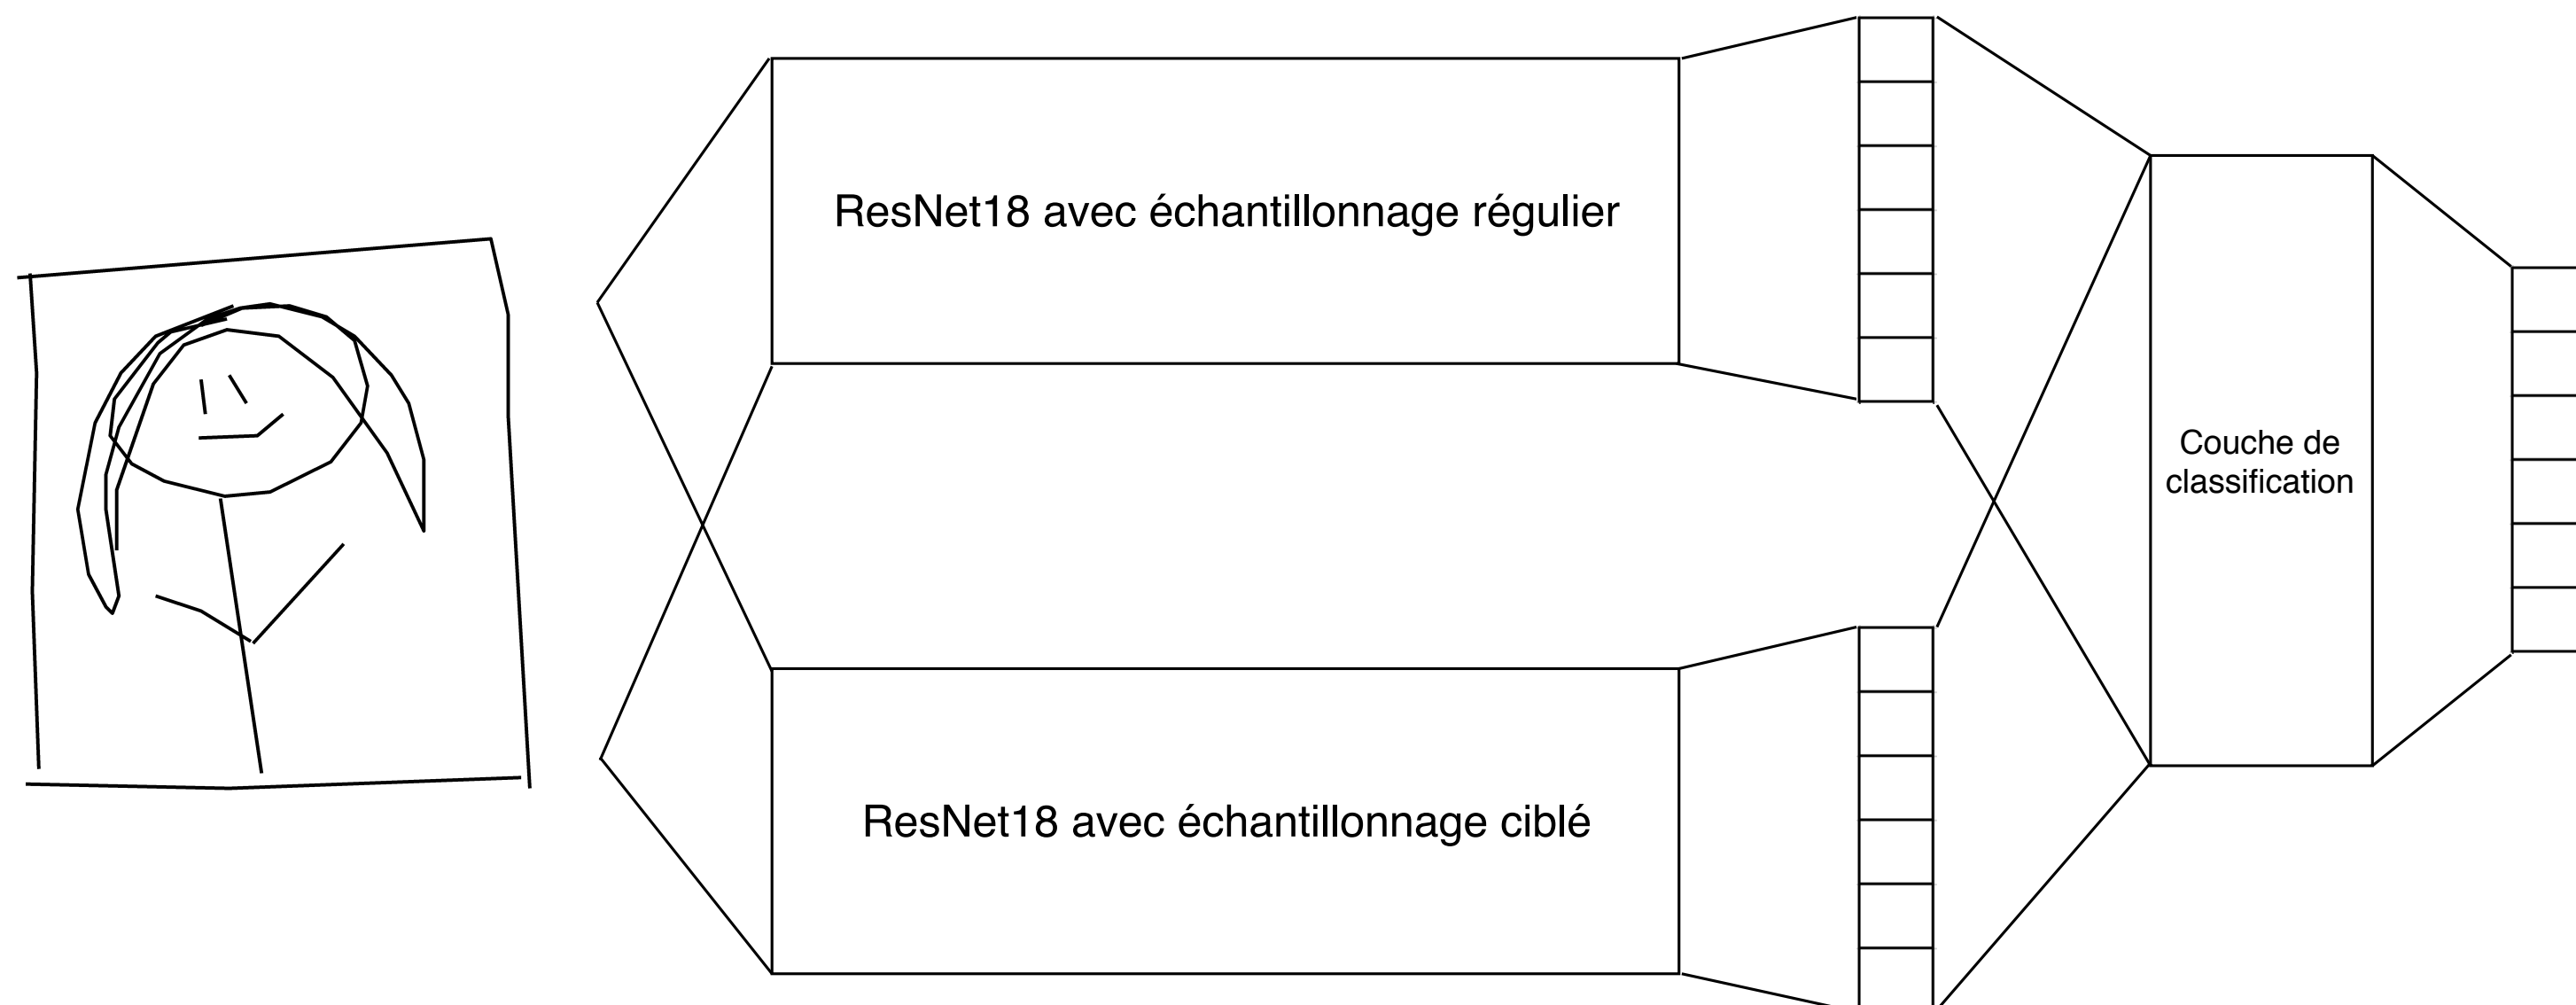 ResNet18 avec échantillonnage régulier
Couche de
classification
ResNet18 avec échantillonnage ciblé